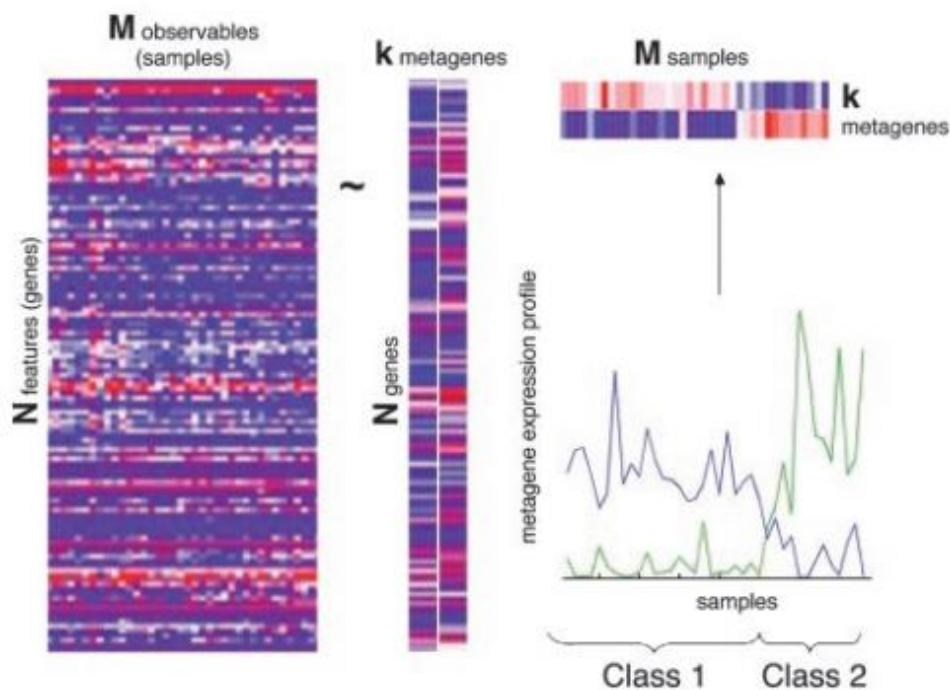 M observables
(samples)
N features (genes)
~
k metagenes
N genes
M samples
k
metagenes
metagene expression profile
samples
Class 1
Class 2